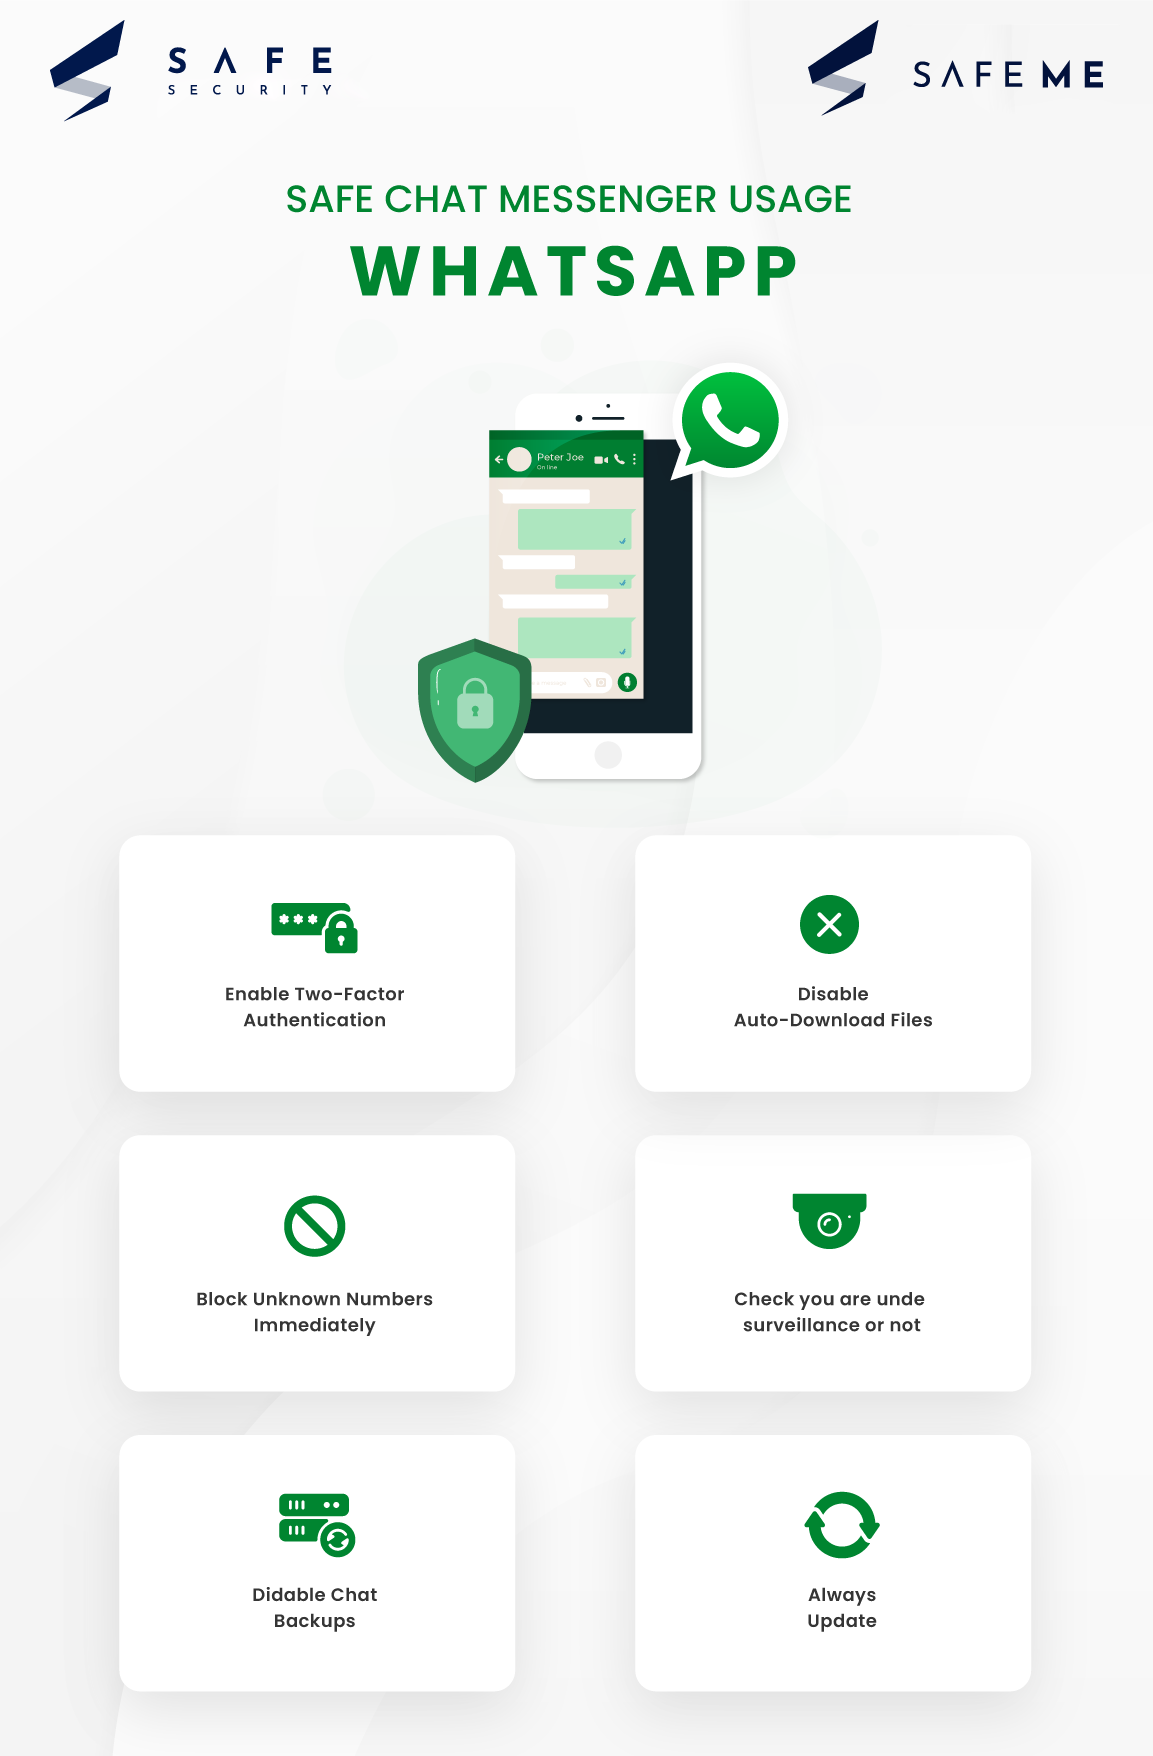 SAFE
SECURITY
SAFE ME
SAFE CHAT MESSENGER USAGE
WHATSAPP
Peter Joe
On line
Enable Two-Factor
Authentication
Disable
Auto-Download Files
Block Unknown Numbers
Immediately
Check you are unde
surveillance or not
Didable Chat
Backups
Always
Update